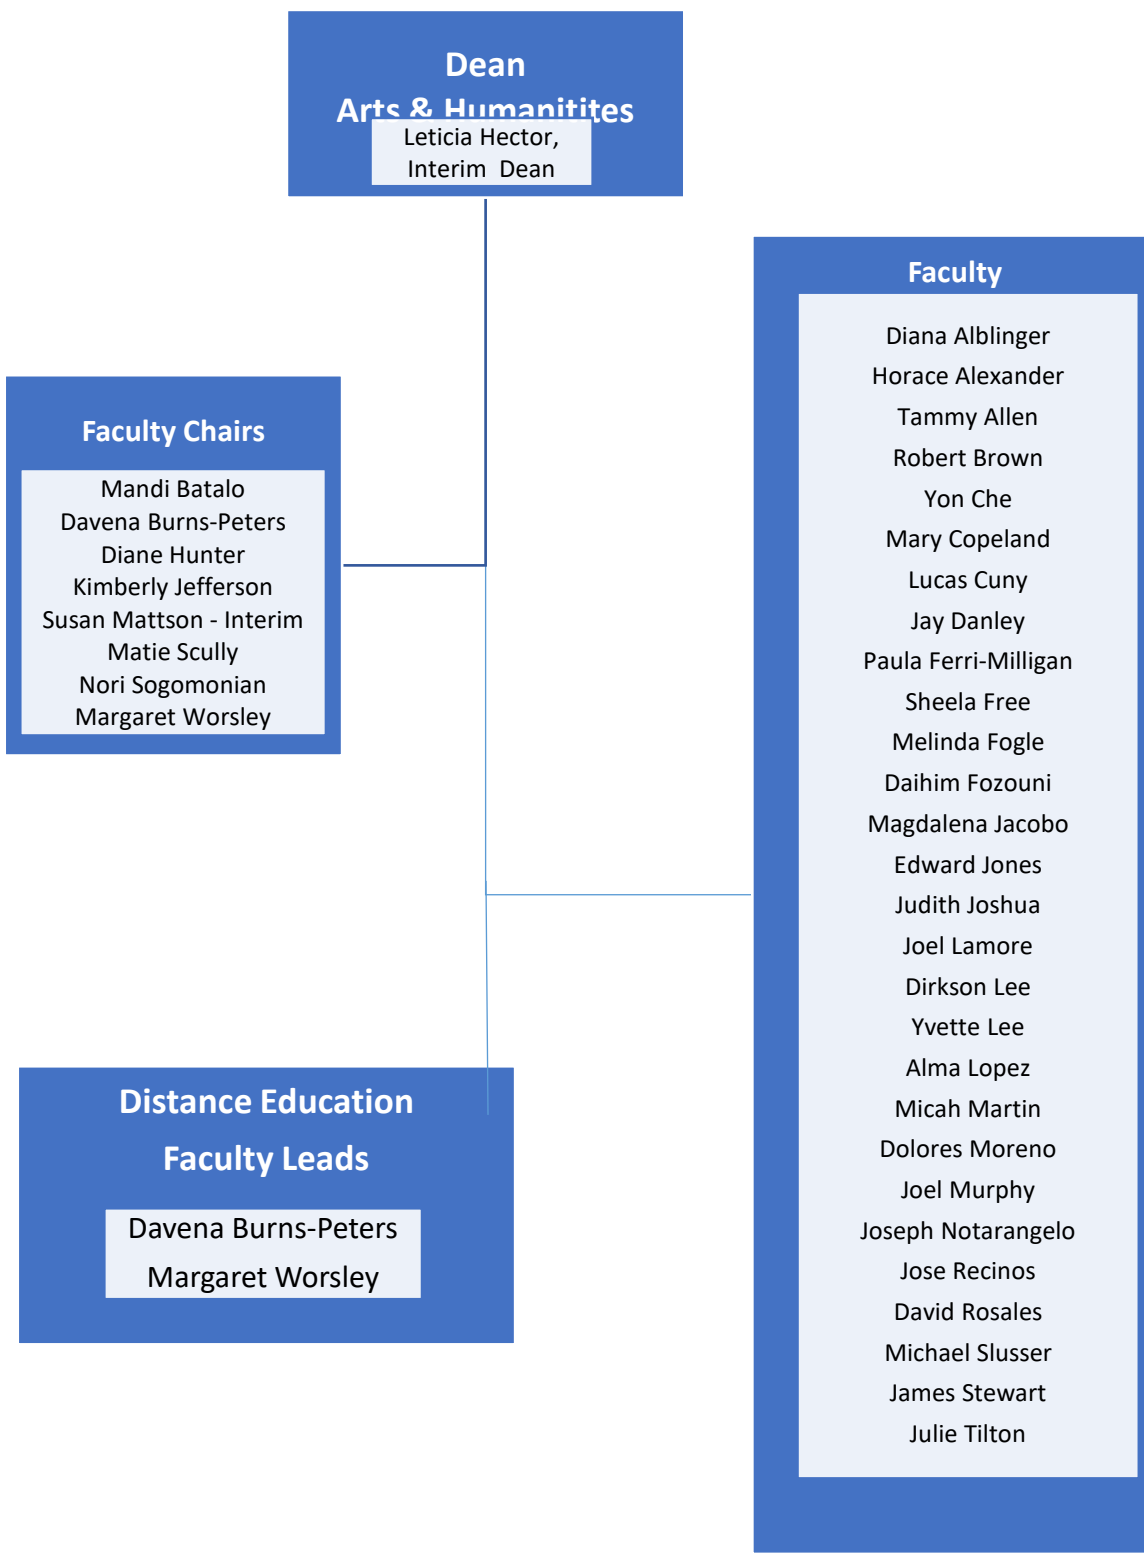 Dean
Arts & Humanitites
Leticia Hector,
Interim Dean
Faculty Chairs
Mandi Batalo
Davena Burns-Peters
Diane Hunter
Kimberly Jefferson
Susan Mattson - Interim
Matie Scully
Nori Sogomonian
Margaret Worsley
Faculty
Diana Alblinger
Horace Alexander
Tammy Allen
Robert Brown
Yon Che
Mary Copeland
Lucas Cuny
Jay Danley
Paula Ferri-Milligan
Sheela Free
Melinda Fogle
Daihim Fozouni
Magdalena Jacobo
Edward Jones
Judith Joshua
Joel Lamore
Dirkson Lee
Yvette Lee
Alma Lopez
Micah Martin
Dolores Moreno
Joel Murphy
Joseph Notarangelo
Jose Recinos
David Rosales
Michael Slusser
James Stewart
Julie Tilton
Distance Education
Faculty Leads
Davena Burns-Peters
Margaret Worsley